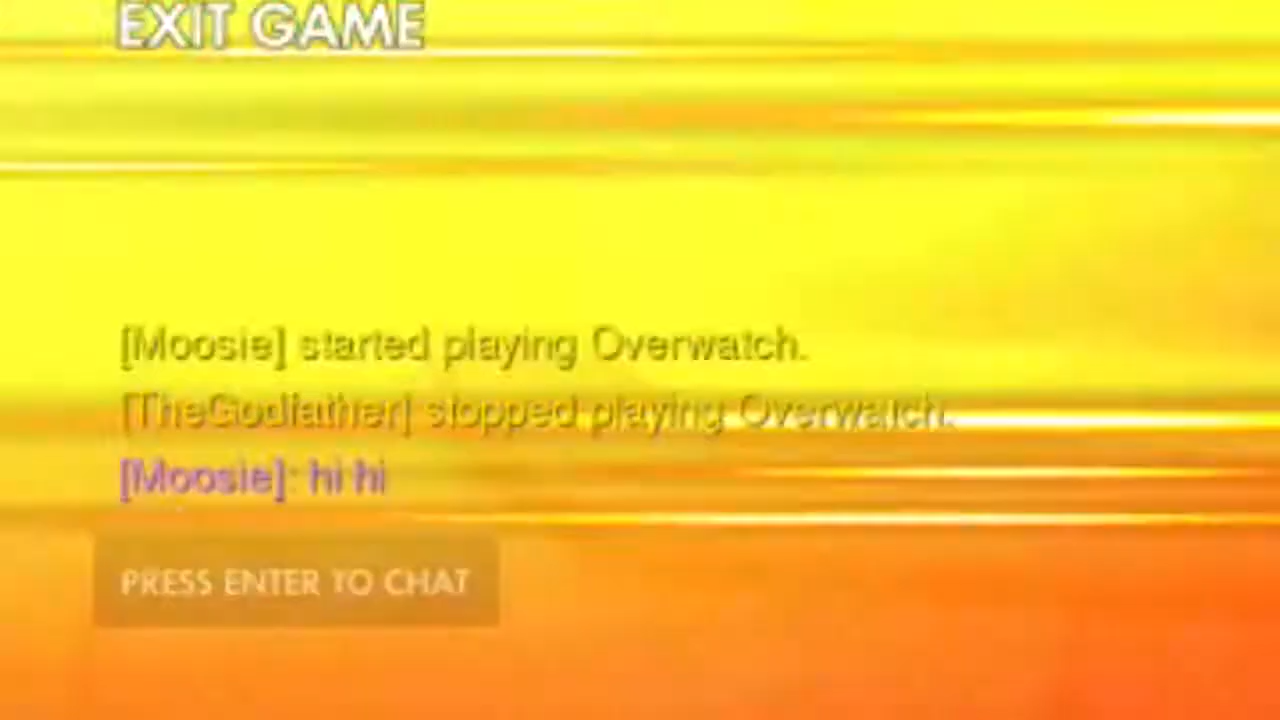 EXIT GAME
[Moosie] started playing Overwatch.
[TheGodfather] stopped playing Overwatch.
[Moosie]: hi hi
PRESS ENTER TO CHAT